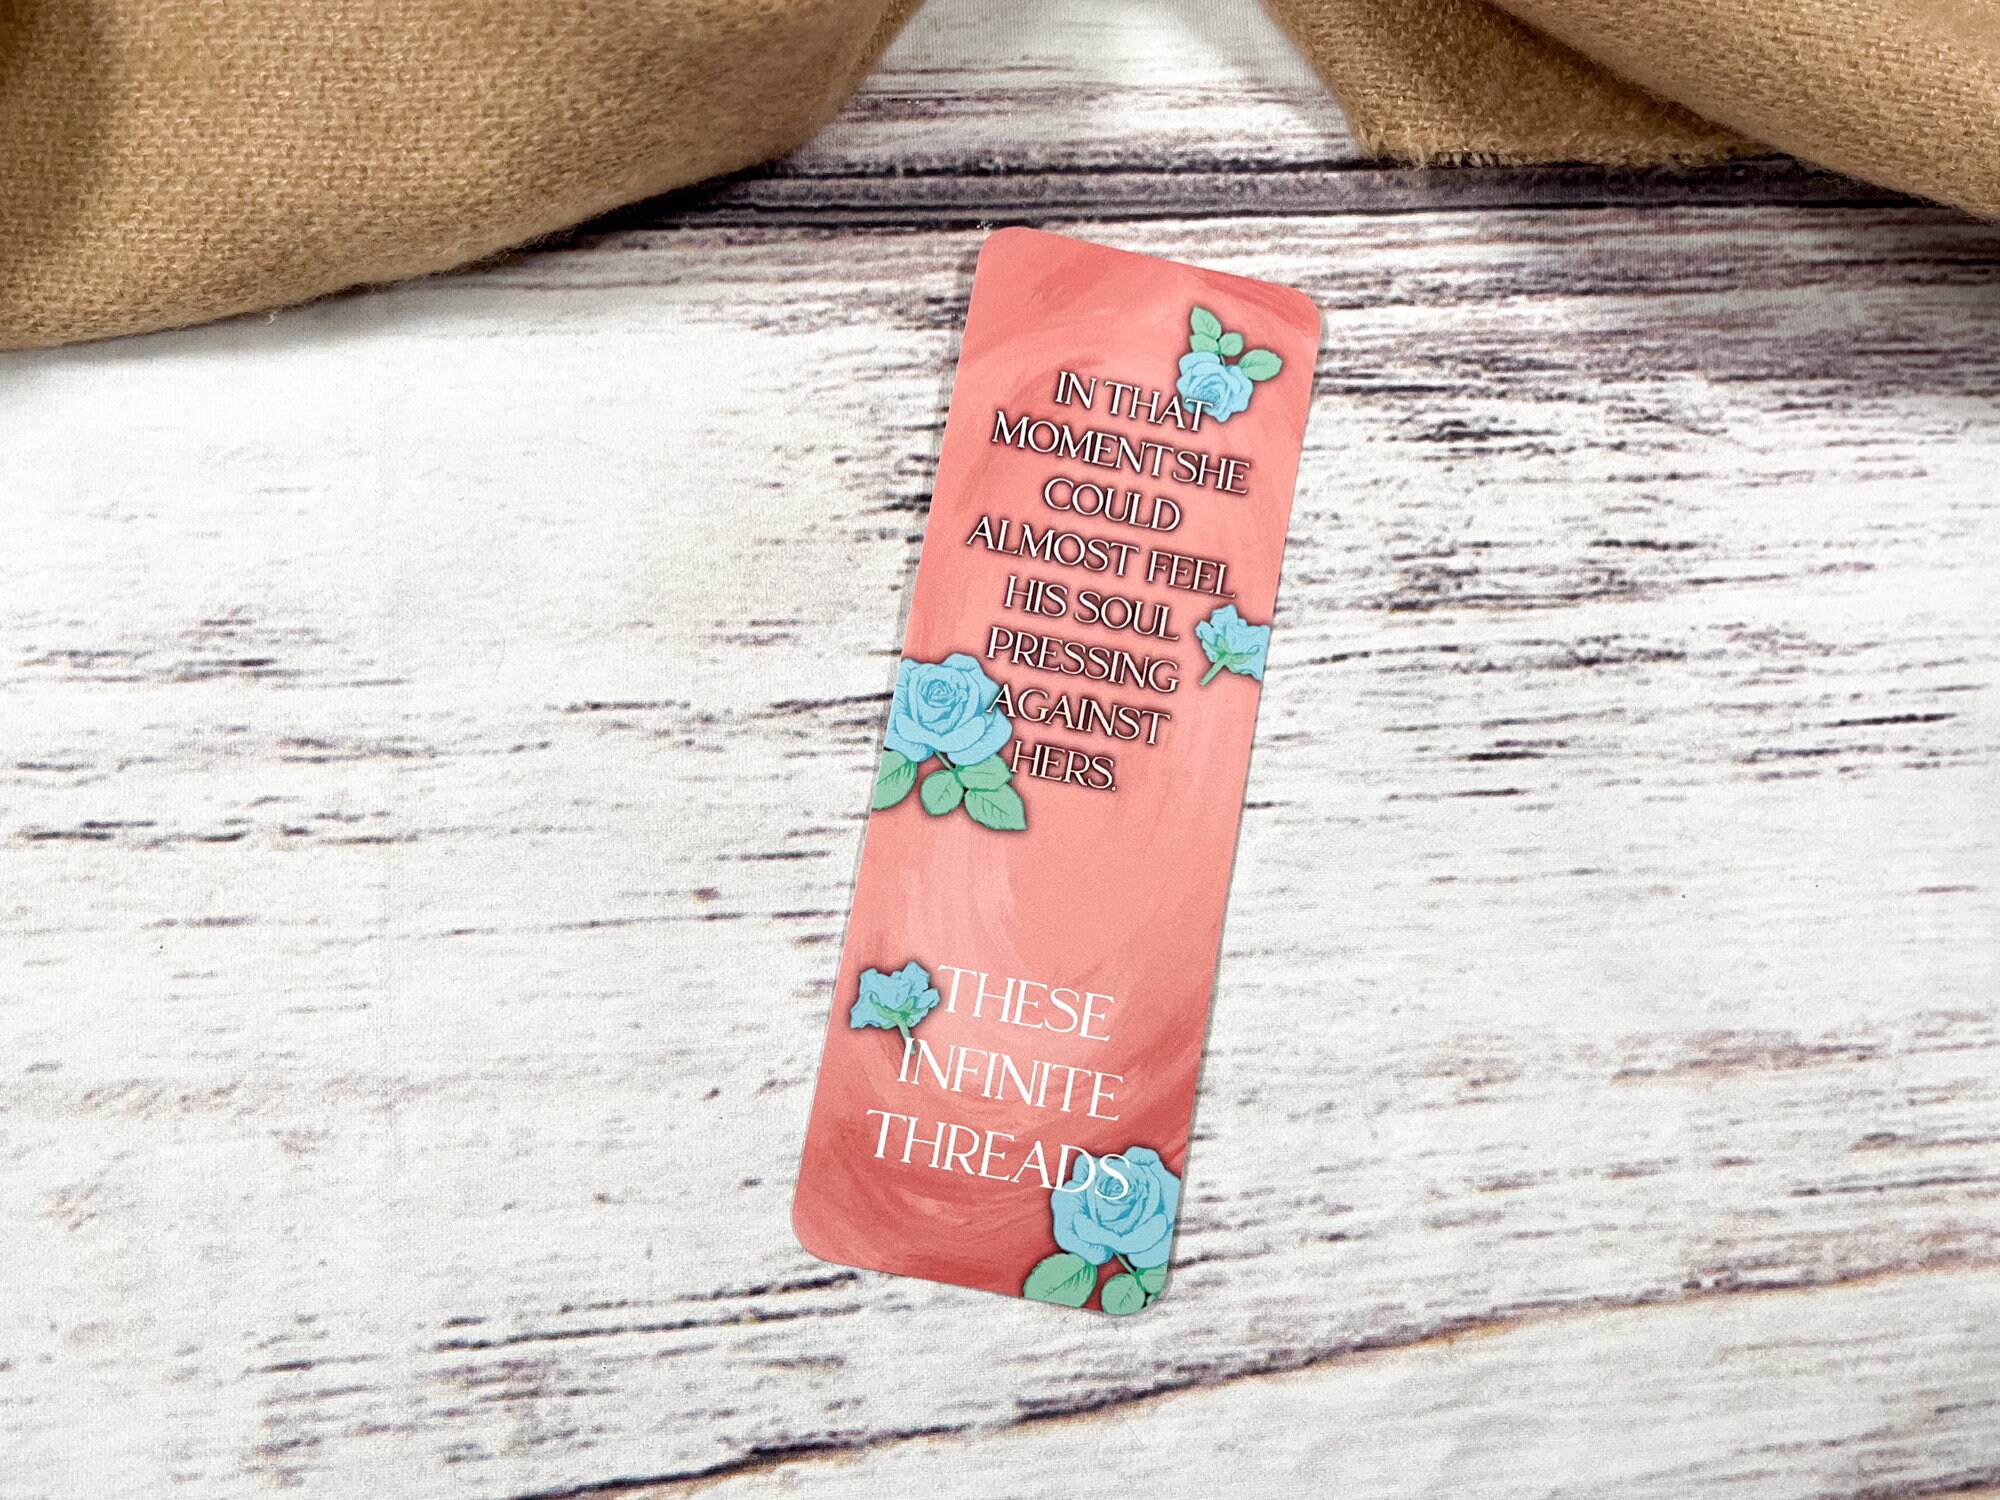 IN THAT
MOMENT SHE
COULD
ALMOST FEEL
HIS SOUL
PRESSING
AGAINST
HERS.
THESE
INFINITE
THREADS